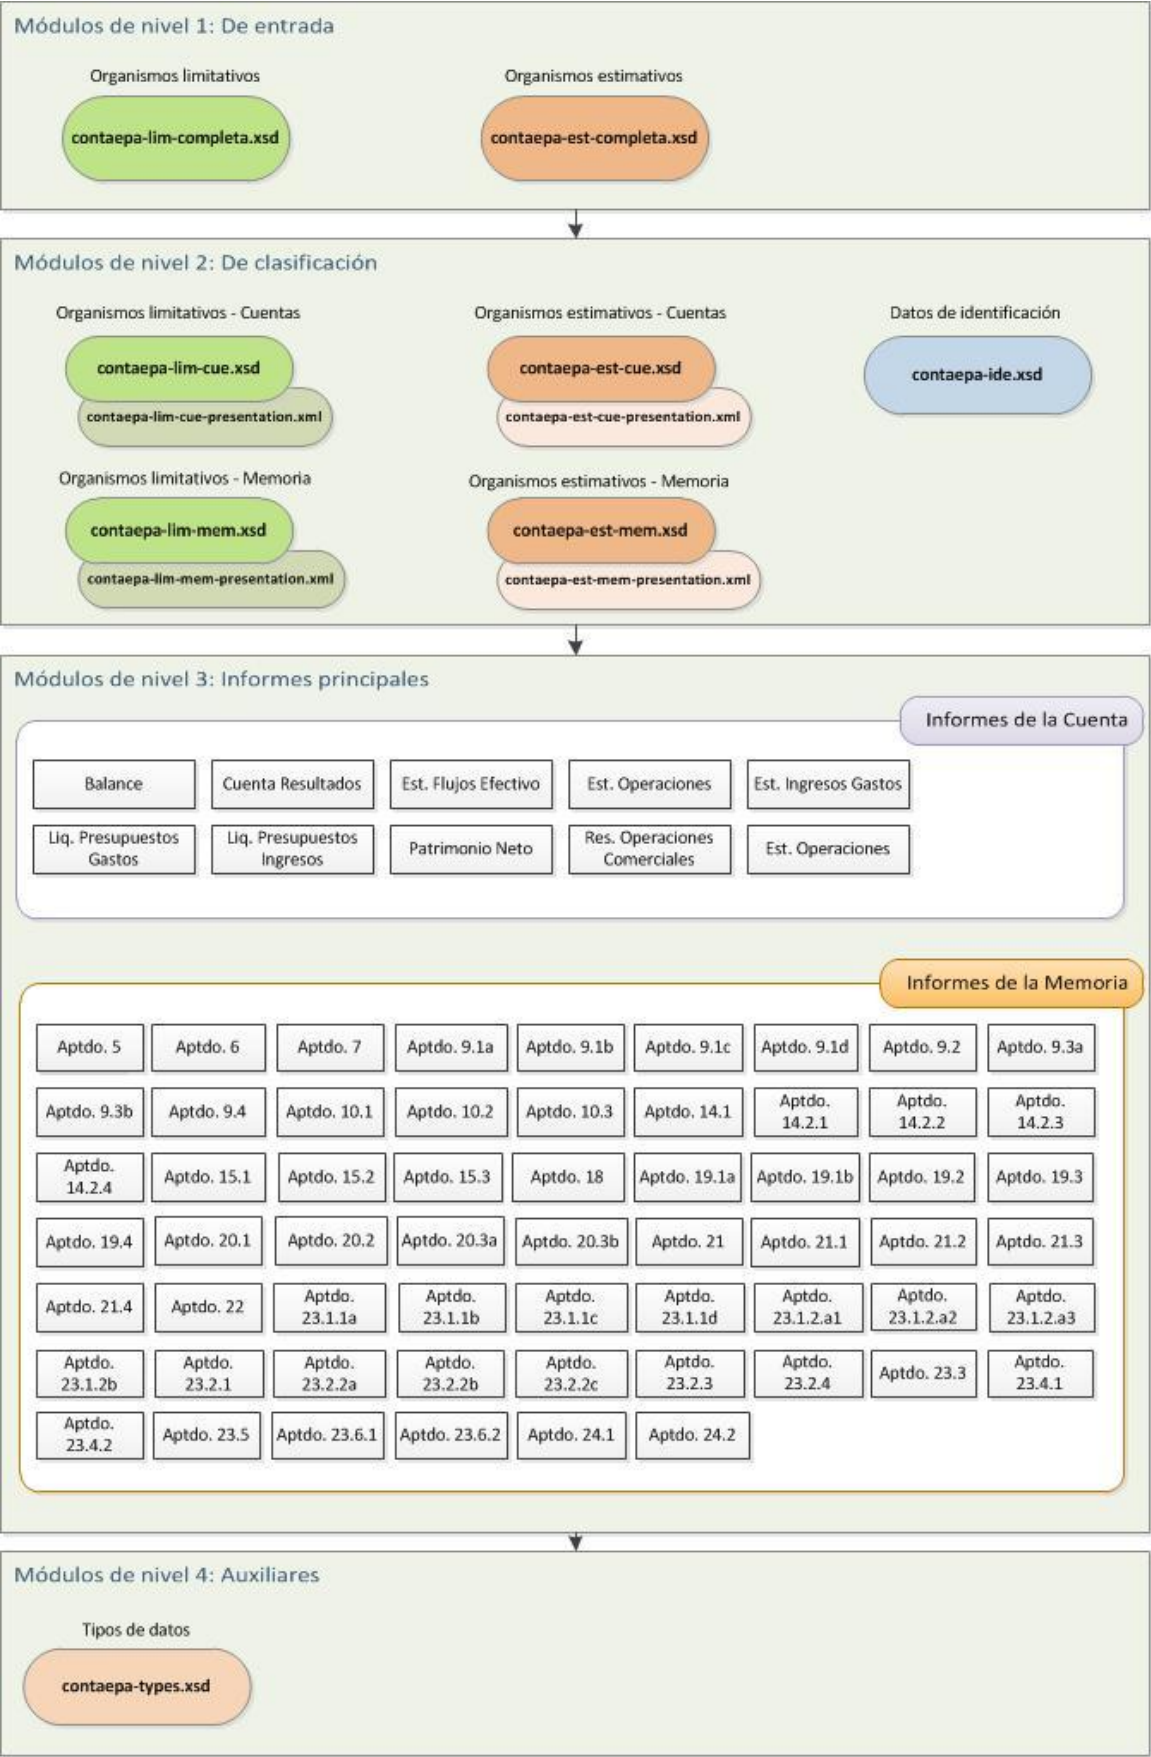 Módulos de nivel 1: De entrada
Organismos limitativos
Organismos estimativos
contaepa-lim-completa.xsd
contaepa-est-completa.xsd
Módulos de nivel 2: De clasificación
Organismos limitativos - Cuentas
Organismos estimativos - Cuentas
Datos de identificación
contaepa-lim-cue.xsd
contaepa-est-cue.xsd
contaepa-ide.xsd
contaepa-lim-cue-presentation.xml
contaepa-est-cue-presentation.xml
Organismos limitativos - Memoria
Organismos estimativos - Memoria
contaepa-lim-mem.xsd
contaepa-est-mem.xsd
contaepa-lim-mem-presentation.xml
contaepa-est-mem-presentation.xml
Módulos de nivel 3: Informes principales
Informes de la Cuenta
Balance
Cuenta Resultados
Est. Flujos Efectivo
Est. Operaciones
Est. Ingresos Gastos
Liq. Presupuestos
Gastos
Liq. Presupuestos
Ingresos
Patrimonio Neto
Res. Operaciones
Comerciales
Est. Operaciones
Informes de la Memoria
Aptdo. 5
Aptdo. 6
Aptdo. 7
Aptdo. 9.1a
Aptdo. 9.1b
Aptdo. 9.1c
Aptdo. 9.1d
Aptdo. 9.2
Aptdo. 9.3a
Aptdo. 9.3b
Aptdo. 9.4
Aptdo. 10.1
Aptdo. 10.2
Aptdo. 10.3
Aptdo. 14.1
Aptdo.
14.2.1
Aptdo.
14.2.2
Aptdo.
14.2.3
Aptdo.
14.2.4
Aptdo. 15.1
Aptdo. 15.2
Aptdo. 15.3
Aptdo. 18
Aptdo. 19.1a
Aptdo. 19.1b
Aptdo. 19.2
Aptdo. 19.3
Aptdo. 19.4
Aptdo. 20.1
Aptdo. 20.2
Aptdo. 20.3a
Aptdo. 20.3b
Aptdo. 21
Aptdo. 21.1
Aptdo. 21.2
Aptdo. 21.3
Aptdo. 21.4
Aptdo. 22
Aptdo.
23.1.1a
Aptdo.
23.1.1b
Aptdo.
23.1.1c
Aptdo.
23.1.1d
Aptdo.
23.1.2.a1
Aptdo.
23.1.2.a2
Aptdo.
23.1.2.a3
Aptdo.
23.1.2b
Aptdo.
23.2.1
Aptdo.
23.2.2a
Aptdo.
23.2.2b
Aptdo.
23.2.2c
Aptdo.
23.2.3
Aptdo.
23.2.4
Aptdo. 23.3
Aptdo.
23.4.1
Aptdo.
23.4.2
Aptdo. 23.5
Aptdo. 23.6.1
Aptdo. 23.6.2
Aptdo. 24.1
Aptdo. 24.2
Módulos de nivel 4: Auxiliares
Tipos de datos
contaepa-types.xsd